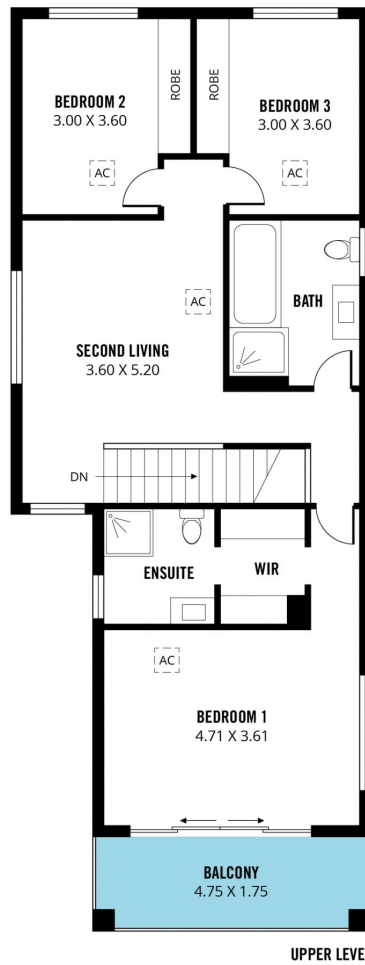 BEDROOM 2
3.00 X 3.60
ROBE
ROBE
BEDROOM 3
3.00 X 3.60
AC
AC
AC
BATH
SECOND LIVING
3.60 X 5.20
DN
ENSUITE
WIR
AC
BEDROOM 1
4.71 X 3.61
BALCONY
4.75 X 1.75
UPPER LEVE